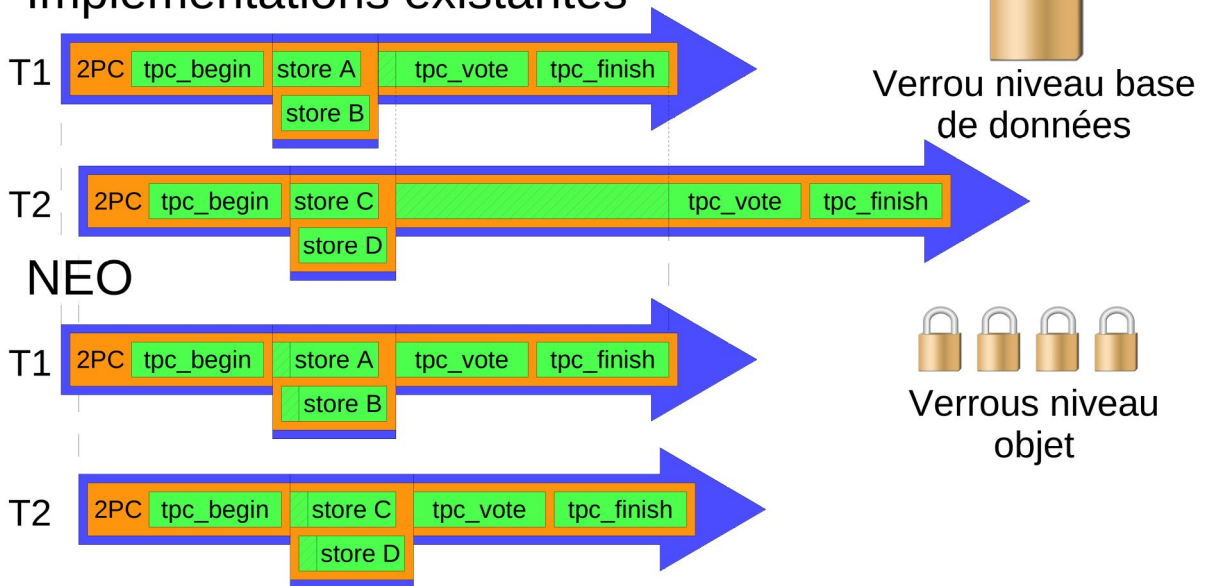 Implémentations existantes
T1 2PC tpc_begin store A tpc_vote tpc_finish
store B
Verrou niveau base
de données
T2 2PC tpc_begin store C tpc_vote tpc_finish
store D
NEO
T1 2PC tpc_begin store A tpc_vote tpc_finish
store B
Verrous niveau
objet
T2 2PC tpc_begin store C tpc_vote tpc_finish
store D